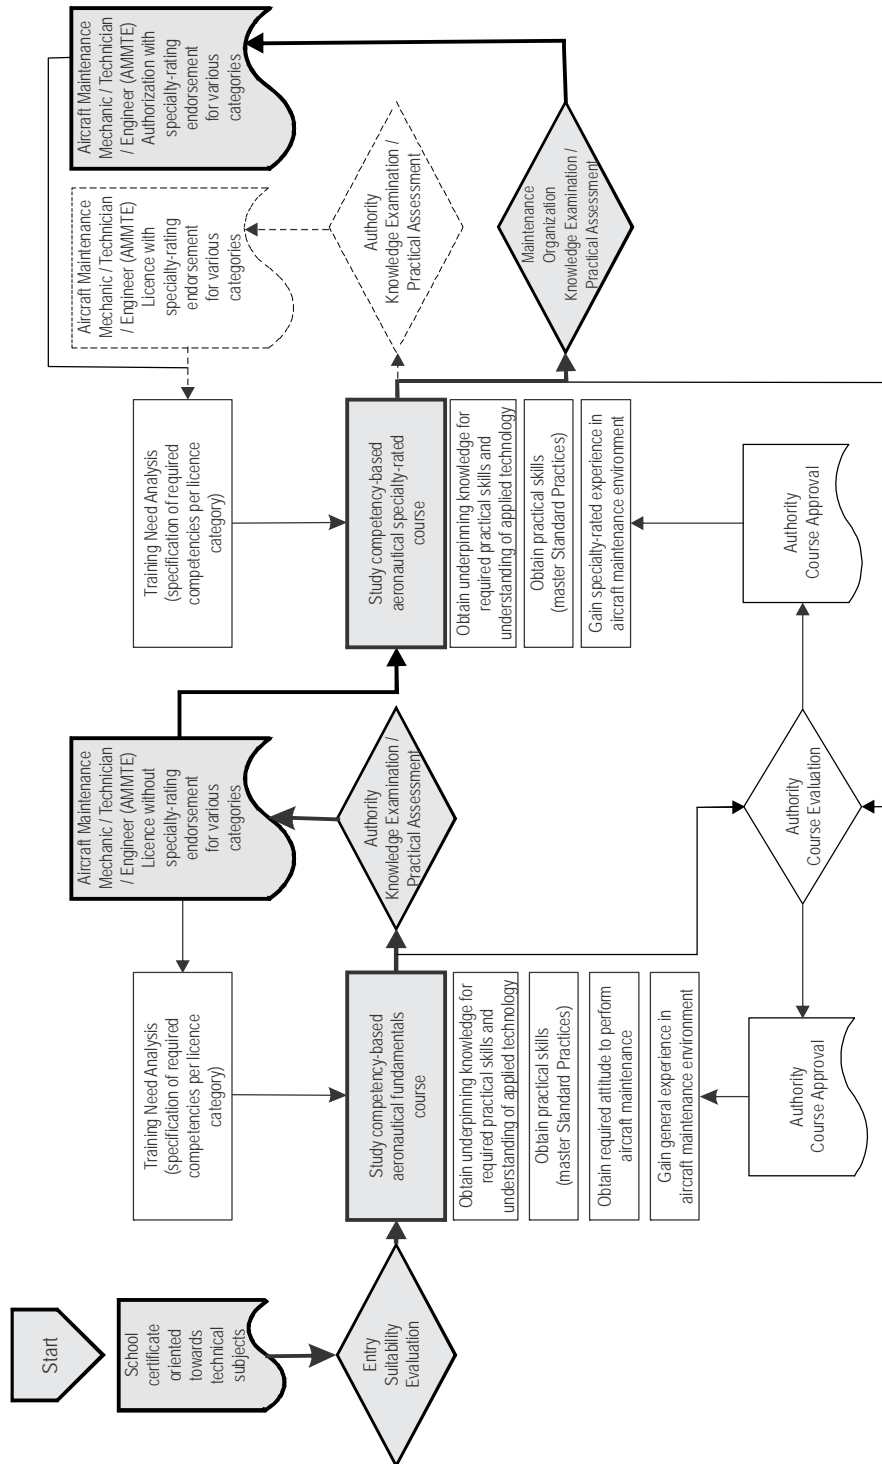 Start
School
certificate
oriented
towards
technical
subjects
Entry
Suitability
Evaluation
Training Need Analysis
(specification of required
competencies per licence
category)
Study competency-based
aeronautical fundamentals
course
Obtain underpinning knowledge for
required practical skills and
understanding of applied technology
Obtain practical skills
(master Standard Practices)
Obtain required attitude to perform
aircraft maintenance
Gain general experience in
aircraft maintenance environment
Authority
Course Approval
Aircraft Maintenance
Mechanic / Technician
/ Engineer (AMMTE)
Licence without
specialty-rating
endorsement
for various
categories
Authority
Knowledge Examination /
Practical Assessment
Authority
Course Evaluation
Training Need Analysis
(specification of required
competencies per licence
category)
Study competency-based
aeronautical specialty-rated
course
Obtain underpinning knowledge for
required practical skills and
understanding of applied technology
Obtain practical skills
(master Standard Practices)
Gain specialty-rated experience in
aircraft maintenance environment
Authority
Course Approval
Aircraft Maintenance
Mechanic / Technician
/ Engineer (AMMTE)
Licence with
specialty-rating
endorsement
for various
categories
Authority
Knowledge Examination /
Practical Assessment
Aircraft Maintenance
Mechanic / Technician
/ Engineer (AMMTE)
Authorization with
specialty-rating
endorsement
for various
categories
Maintenance
Organization
Knowledge Examination /
Practical Assessment